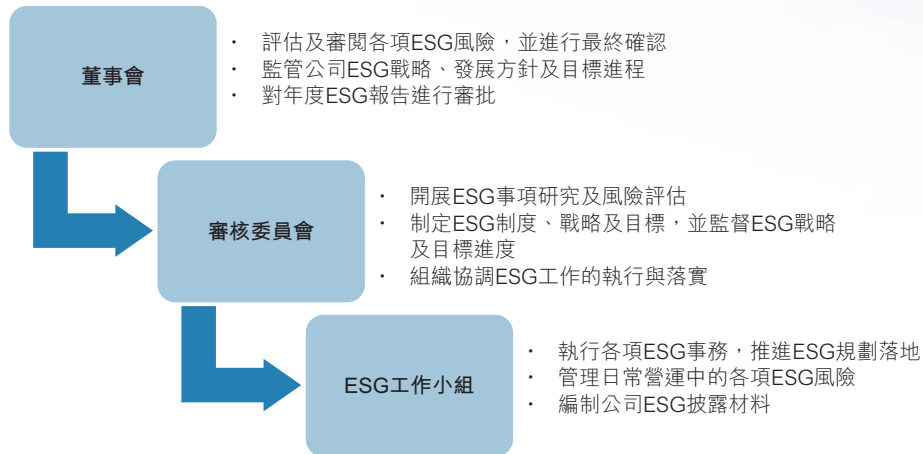 董事會
· 評估及審閱各項ESG風險，並進行最終確認
· 監管公司ESG戰略、發展方針及目標進程
· 對年度ESG報告進行審批
審核委員會
· 開展ESG事項研究及風險評估
· 制定ESG制度、戰略及目標，並監督ESG戰略
及目標進度
· 組織協調ESG工作的執行與落實
ESG工作小組
· 執行各項ESG事務，推進ESG規劃落地
· 管理日常營運中的各項ESG風險
· 編制公司ESG披露材料